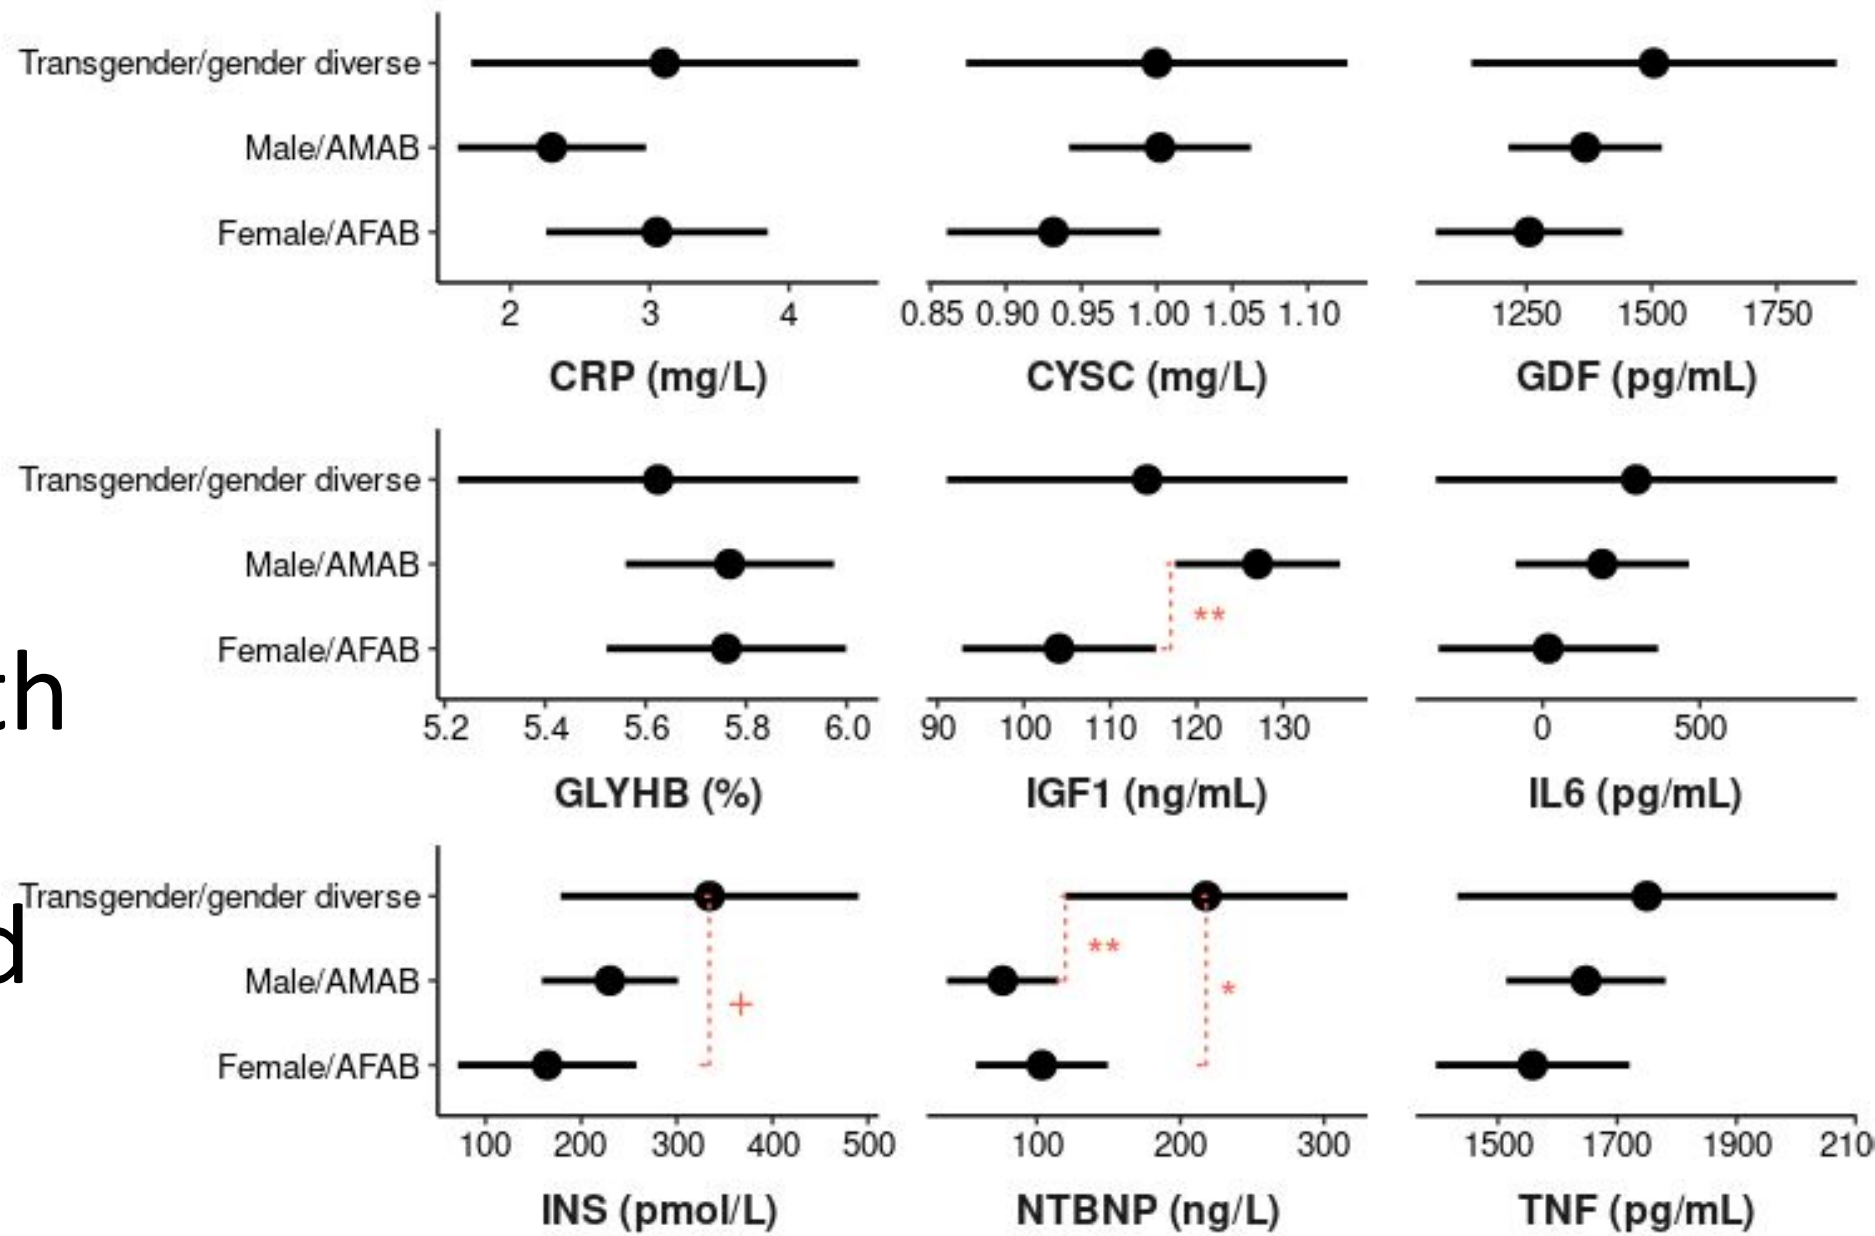 Transgender/gender diverse
Male/AMAB
Female/AFAB
2 3 4
0.85 0.90 0.95 1.00 1.05 1.10
1250 1500 1750
CRP (mg/L)
CYSC (mg/L)
GDF (pg/mL)
Transgender/gender diverse
Male/AMAB
**
Female/AFAB
th
5.2 5.4 5.6 5.8 6.0
90 100 110 120 130
0 500
GLYHB (%)
IGF1 (ng/mL)
IL6 (pg/mL)
Transgender/gender diverse
d
**
Male/AMAB
*
+
Female/AFAB
100 200 300 400 500
100 200 300
1500 1700 1900 210
INS (pmol/L)
NTBNP (ng/L)
TNF (pg/mL)